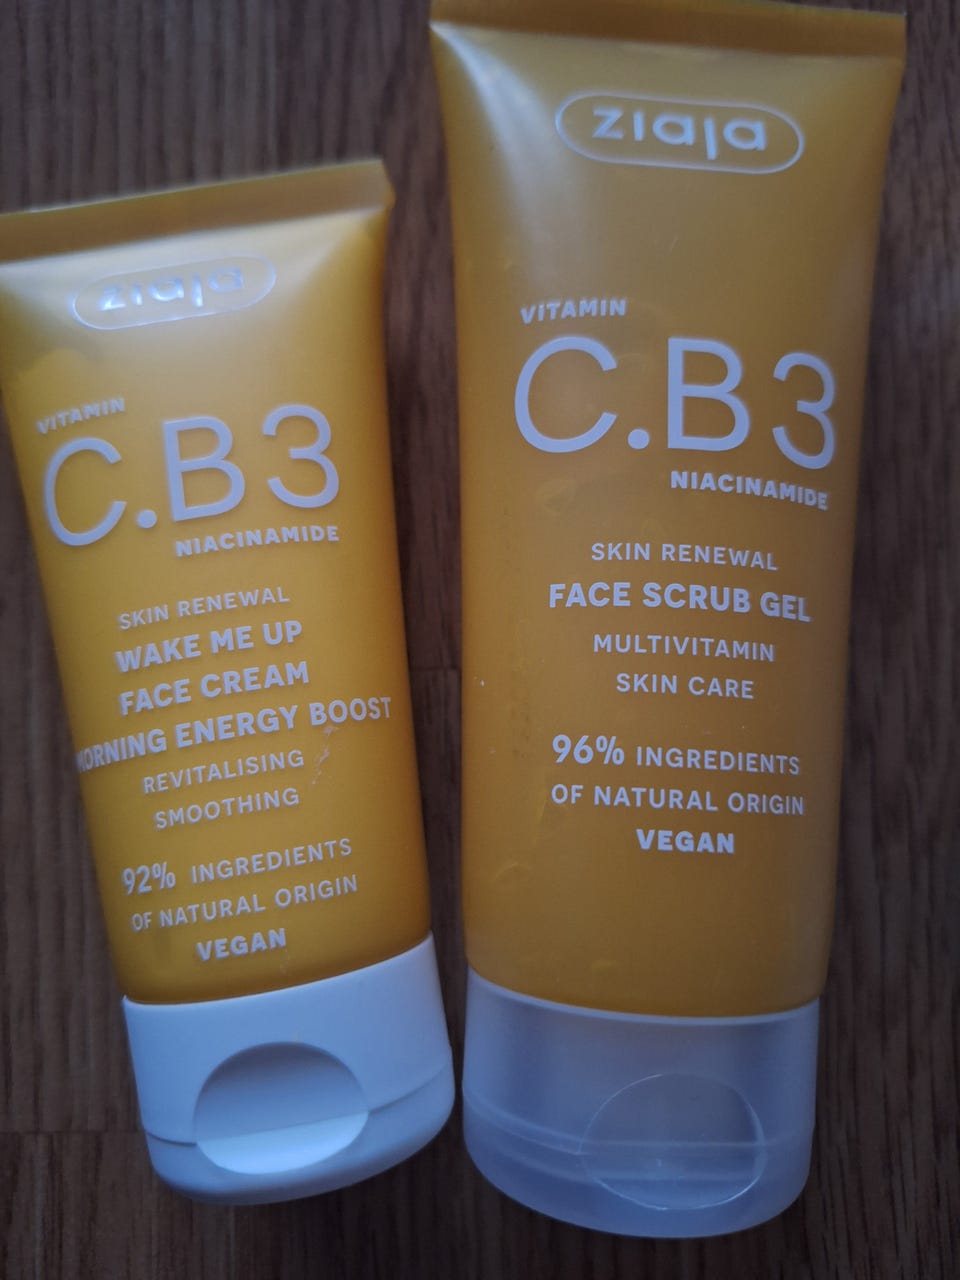 ziaja
VITAMIN
C.B3
NIACINAMIDE
SKIN RENEWAL
WAKE ME UP
FACE CREAM
MORNING ENERGY BOOST
REVITALISING
SMOOTHING
92% INGREDIENTS
OF NATURAL ORIGIN
VEGAN
ziaja
VITAMIN
C.B3
NIACINAMIDE
SKIN RENEWAL
FACE SCRUB GEL
MULTIVITAMIN
SKIN CARE
96% INGREDIENTS
OF NATURAL ORIGIN
VEGAN